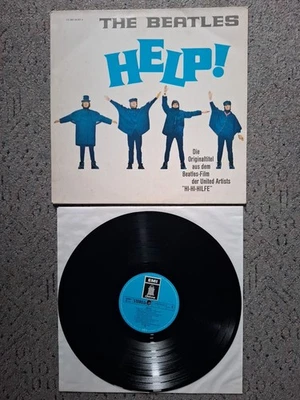 THE BEATLES
HELP!
Die
Originaltitel
aus dem
Beatles-Film
der United Artists
"HI-HI-HILFE"
EMI